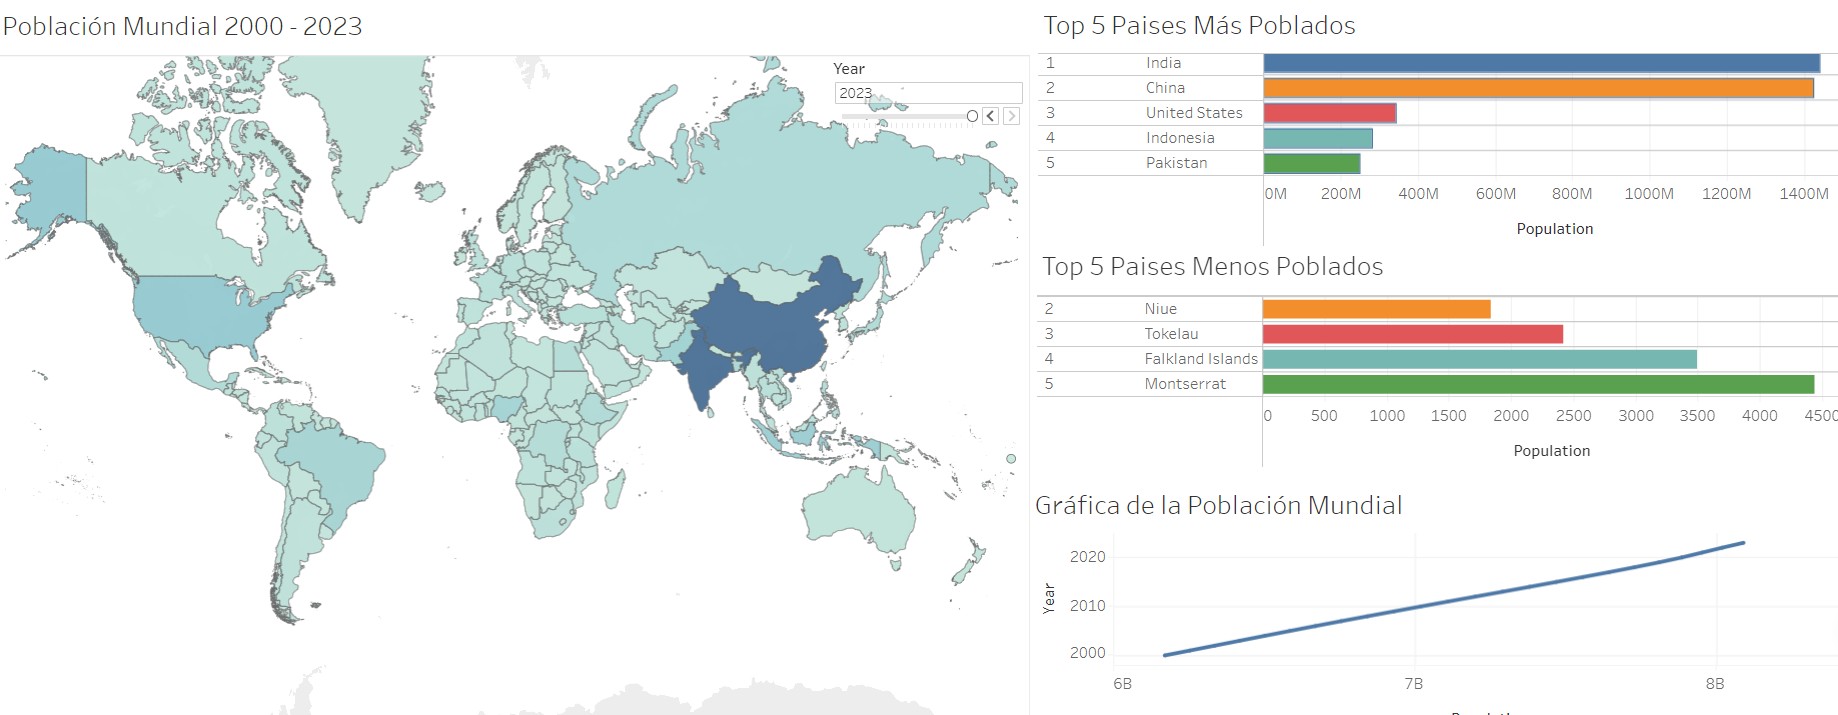 Población Mundial 2000 - 2023
Year
2023
Top 5 Paises Más Poblados
1 India
2 China
3 United States
4 Indonesia
5 Pakistan
0M 200M 400M 600M 800M 1000M 1200M 1400M
Population
Top 5 Paises Menos Poblados
2 Niue
3 Tokelau
4 Falkland Islands
5 Montserrat
0 500 1000 1500 2000 2500 3000 3500 4000 4500
Population
Gráfica de la Población Mundial
2020
2010
2000
Year
6B 7B 8B